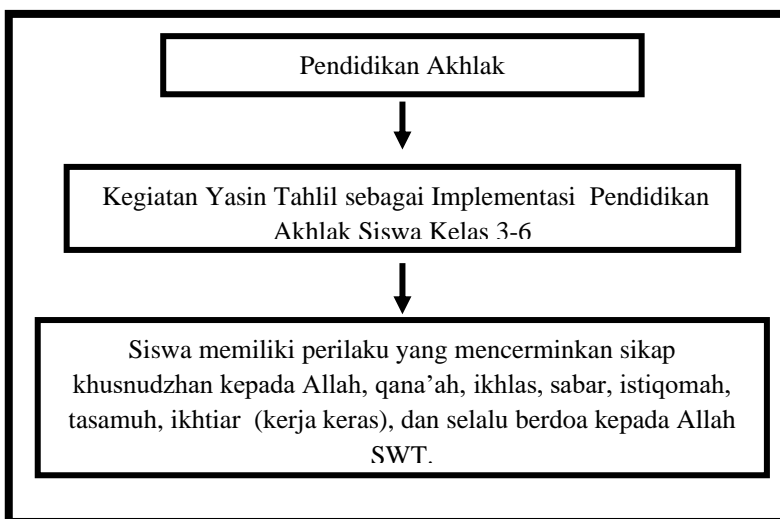 Pendidikan Akhlak
Kegiatan Yasin Tahlil sebagai Implementasi Pendidikan
Akhlak Siswa Kelas 3-6
Siswa memiliki perilaku yang mencerminkan sikap
khusnudzhan kepada Allah, qana’ah, ikhlas, sabar, istiqomah,
tasamuh, ikhtiar (kerja keras), dan selalu berdoa kepada Allah
SWT.